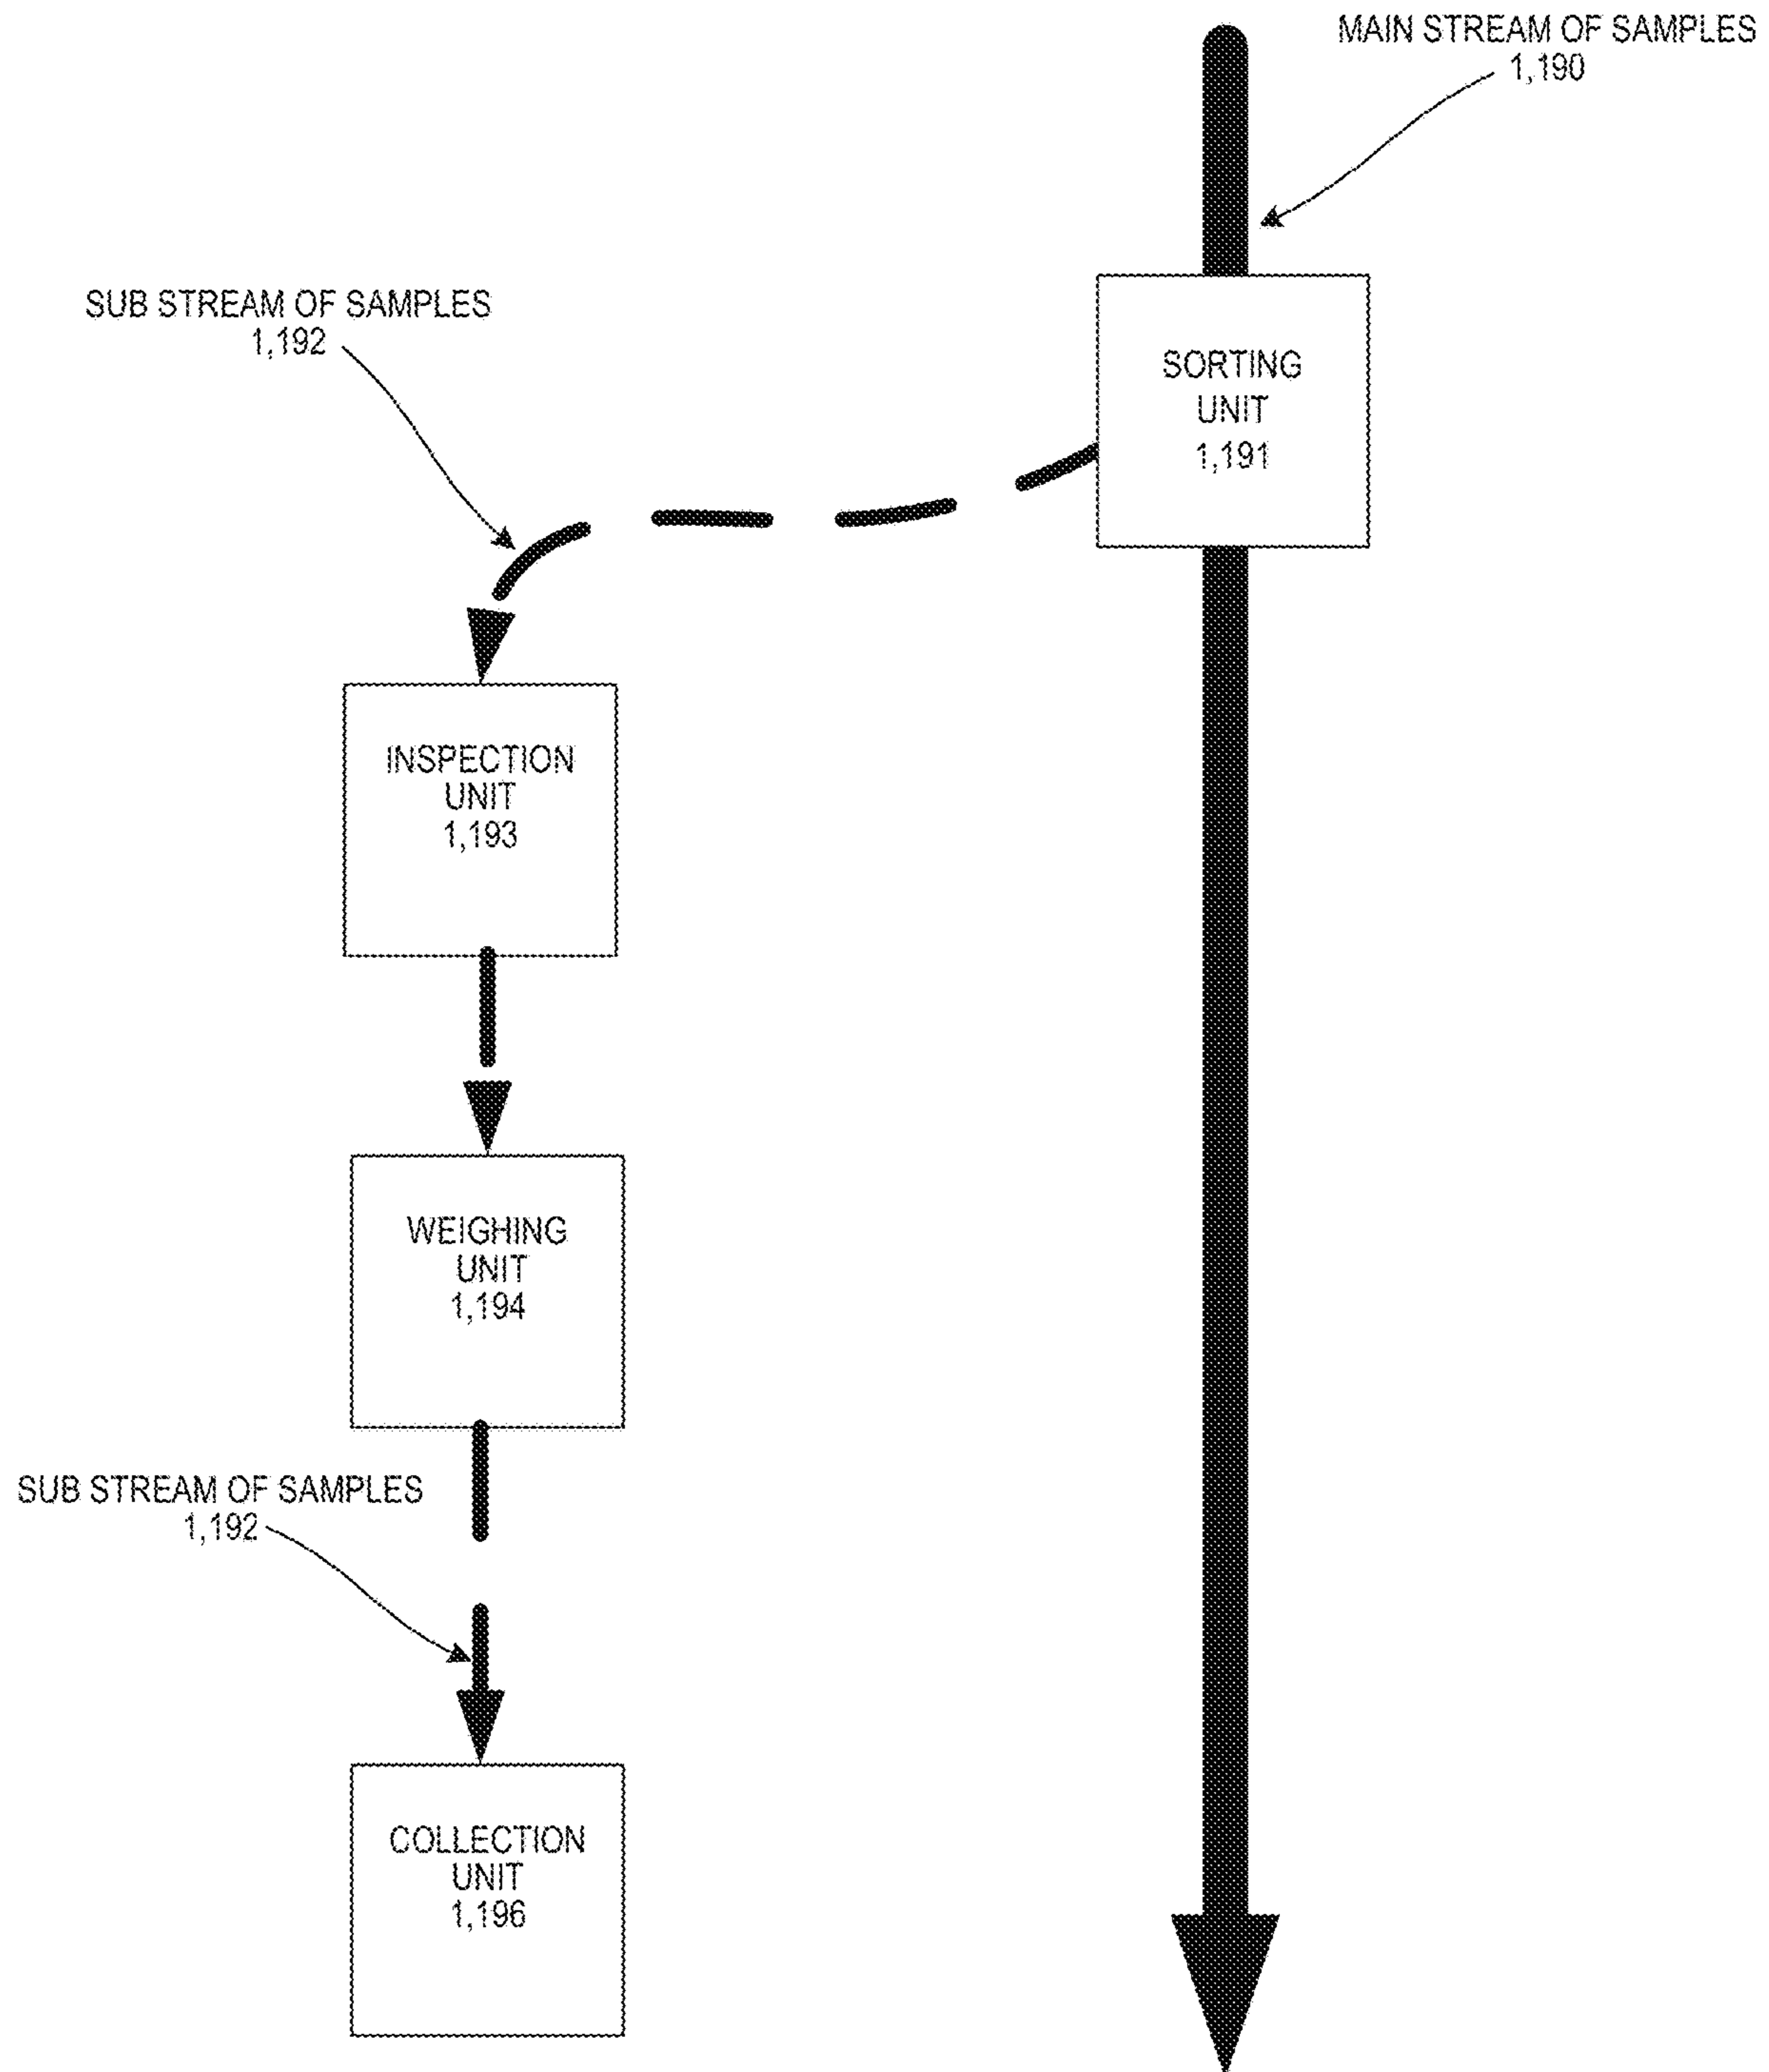 MAIN STREAM OF SAMPLES
1,190
SUB STREAM OF SAMPLES
1,192
SORTING
UNIT
1,191
INSPECTION
UNIT
1,193
WEIGHING
UNIT
1,194
SUB STREAM OF SAMPLES
1,192
COLLECTION
UNIT
1,196